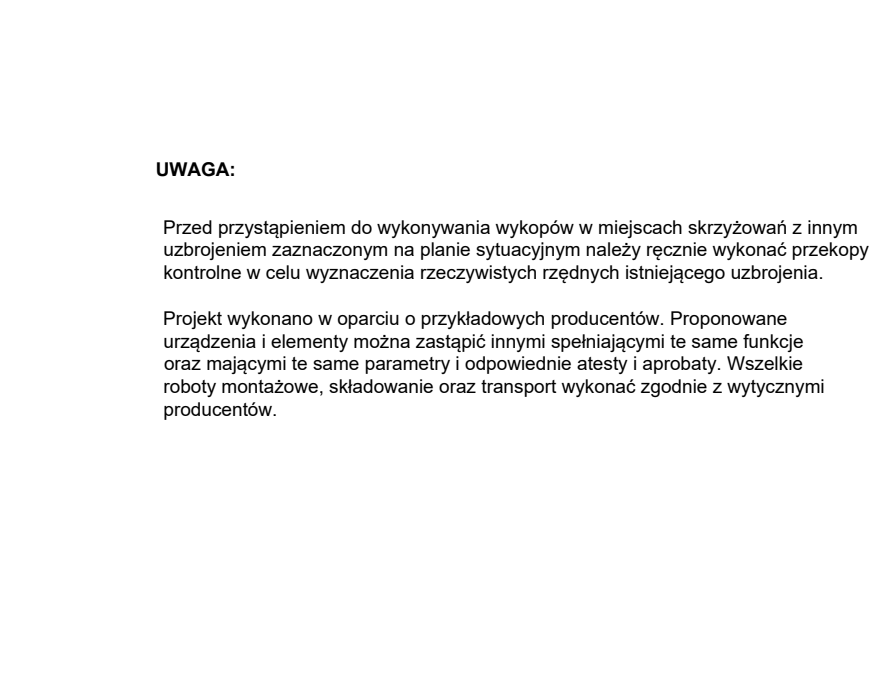 UWAGA:
Przed przystąpieniem do wykonywania wykopów w miejscach skrzyżowań z innym
uzbrojeniem zaznaczonym na planie sytuacyjnym należy ręcznie wykonać przekopy
kontrolne w celu wyznaczenia rzeczywistych rzędnych istniejącego uzbrojenia.
Projekt wykonano w oparciu o przykładowych producentów. Proponowane
urządzenia i elementy można zastąpić innymi spełniającymi te same funkcje
oraz mającymi te same parametry i odpowiednie atesty i aprobaty. Wszelkie
roboty montażowe, składowanie oraz transport wykonać zgodnie z wytycznymi
producentów.